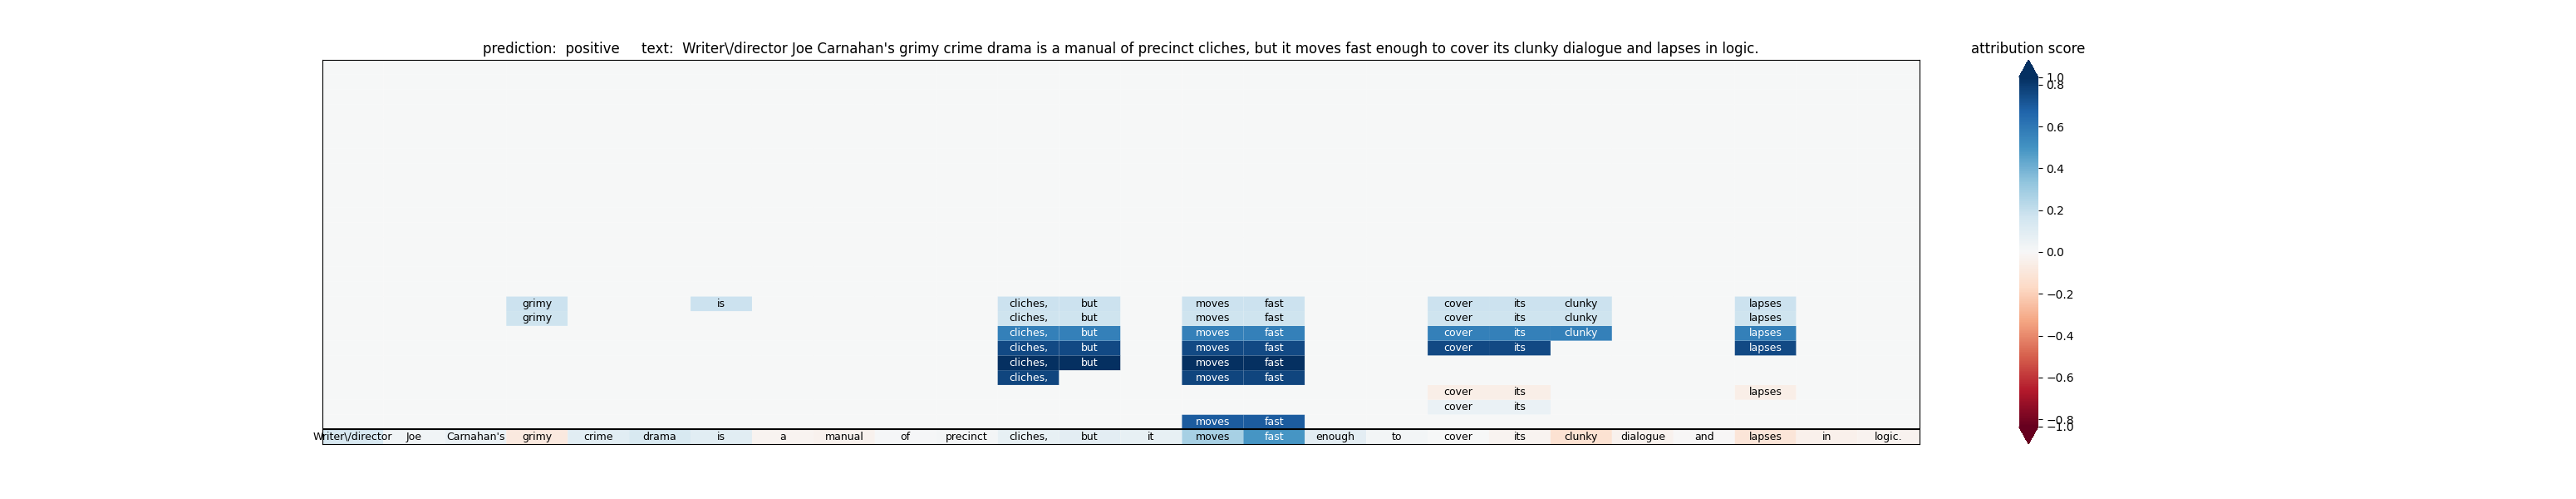 prediction:  positive     text:  Writer\/director Joe Carnahan's grimy crime drama is a manual of precinct cliches, but it moves fast enough to cover its clunky dialogue and lapses in logic.
attribution score
1.0
0.8
0.6
0.4
0.2
0.0
−0.2
−0.4
−0.6
−0.8
−1.0
grimy is cliches, but moves fast cover its clunky lapses
grimy cliches, but moves fast cover its clunky lapses
cliches, but moves fast cover its clunky lapses
cliches, but moves fast cover its lapses
cliches, but moves fast
cliches, moves fast
cover its lapses
cover its
moves fast
Writer\/director Joe Carnahan's grimy crime drama is a manual of precinct cliches, but it moves fast enough to cover its clunky dialogue and lapses in logic.